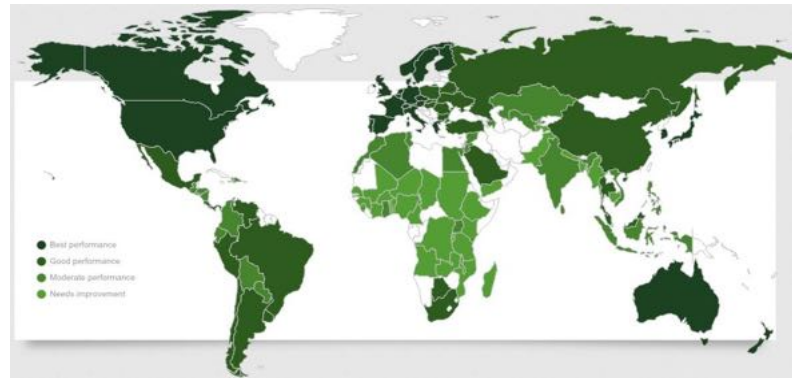 Best performance
Good performance
Moderate performance
Needs improvement